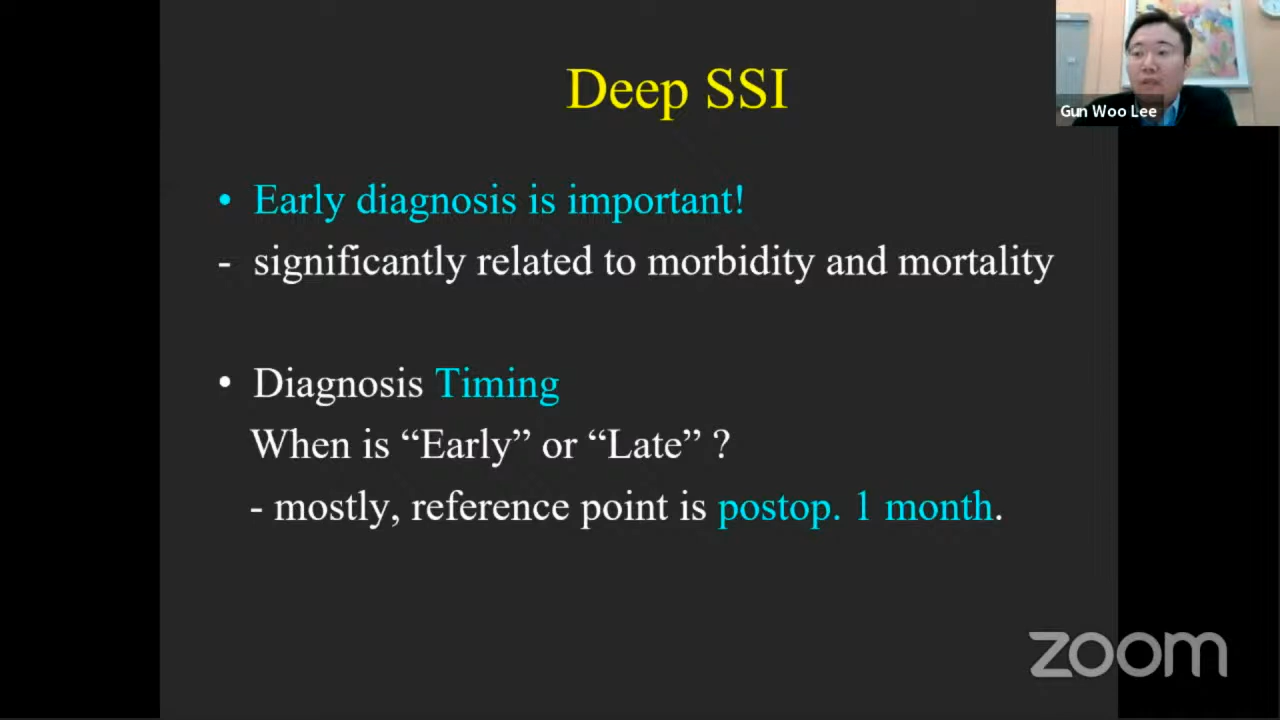 Deep SSI
Gun Woo Lee
• Early diagnosis is important!
- significantly related to morbidity and mortality
• Diagnosis Timing
When is “Early” or “Late” ?
- mostly, reference point is postop. 1 month.
zoom